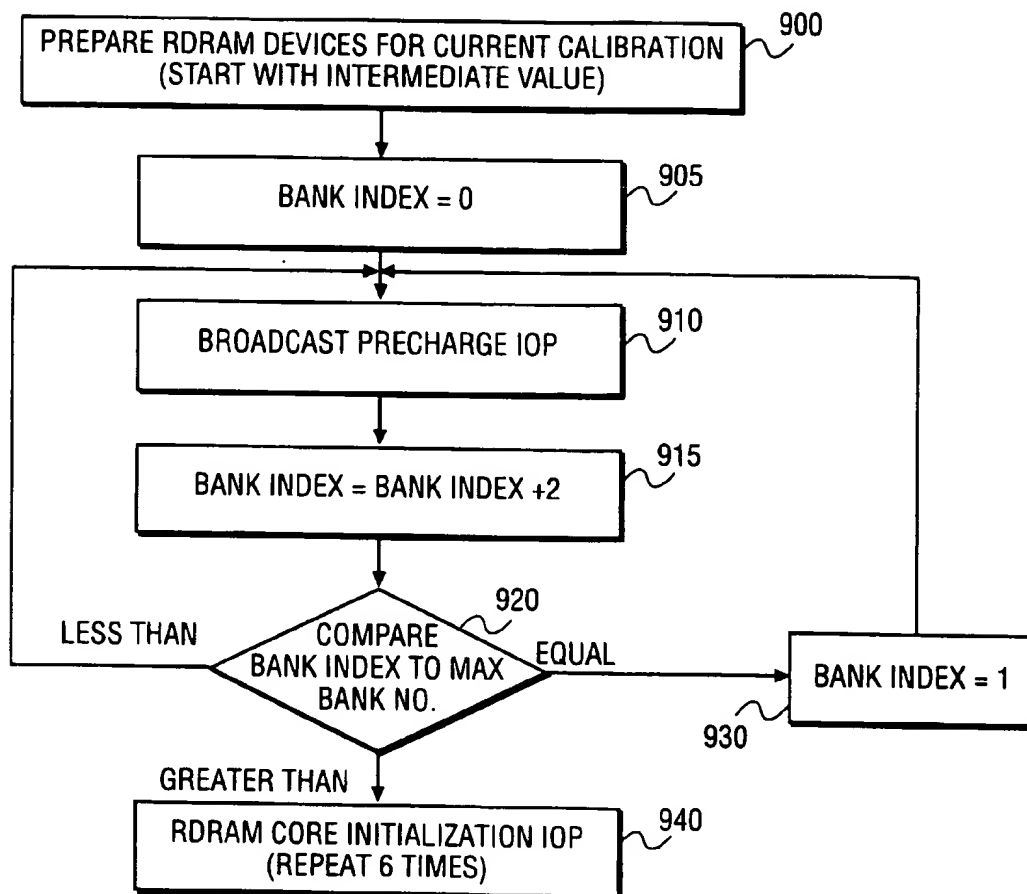 PREPARE RDRAM DEVICES FOR CURRENT CALIBRATION
(START WITH INTERMEDIATE VALUE)
900
BANK INDEX = 0
905
BROADCAST PRECHARGE IOP
910
BANK INDEX = BANK INDEX +2
915
COMPARE
BANK INDEX TO MAX
BANK NO.
920
LESS THAN
EQUAL
BANK INDEX = 1
930
GREATER THAN
RDRAM CORE INITIALIZATION IOP
(REPEAT 6 TIMES)
940